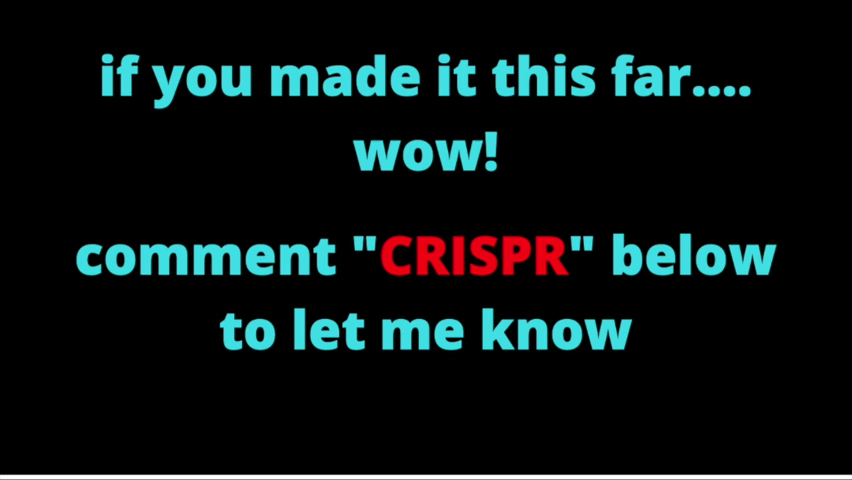 if you made it this far....
wow!
comment "CRISPR" below
to let me know